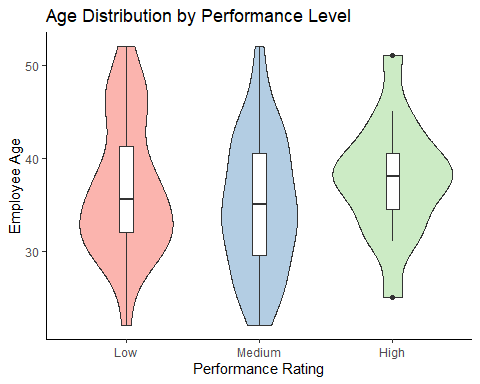 Age Distribution by Performance Level
Employee Age
50
40
30
Low Medium High
Performance Rating